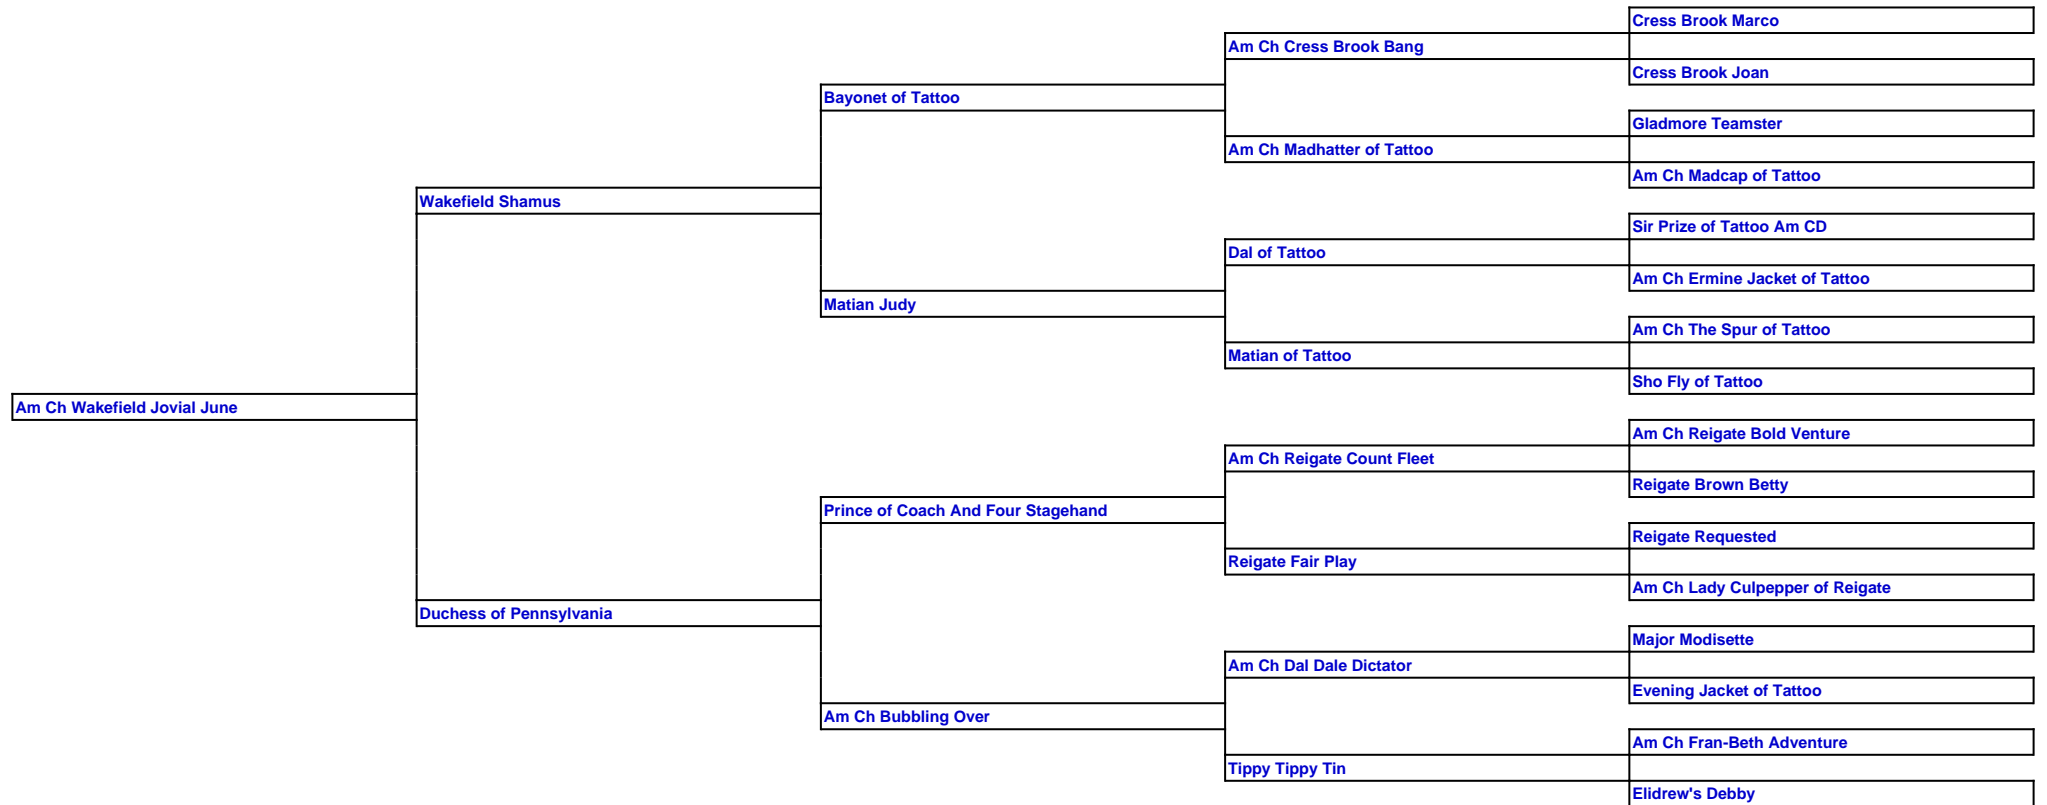 Cress Brook Marco
Am Ch Cress Brook Bang
Cress Brook Joan
Bayonet of Tattoo
Gladmore Teamster
Am Ch Madhatter of Tattoo
Am Ch Madcap of Tattoo
Wakefield Shamus
Sir Prize of Tattoo Am CD
Dal of Tattoo
Am Ch Ermine Jacket of Tattoo
Matian Judy
Am Ch The Spur of Tattoo
Matian of Tattoo
Sho Fly of Tattoo
Am Ch Wakefield Jovial June
Am Ch Reigate Bold Venture
Am Ch Reigate Count Fleet
Reigate Brown Betty
Prince of Coach And Four Stagehand
Reigate Requested
Reigate Fair Play
Am Ch Lady Culpepper of Reigate
Duchess of Pennsylvania
Major Modisette
Am Ch Dal Dale Dictator
Evening Jacket of Tattoo
Am Ch Bubbling Over
Am Ch Fran-Beth Adventure
Tippy Tippy Tin
Elidrew's Debby